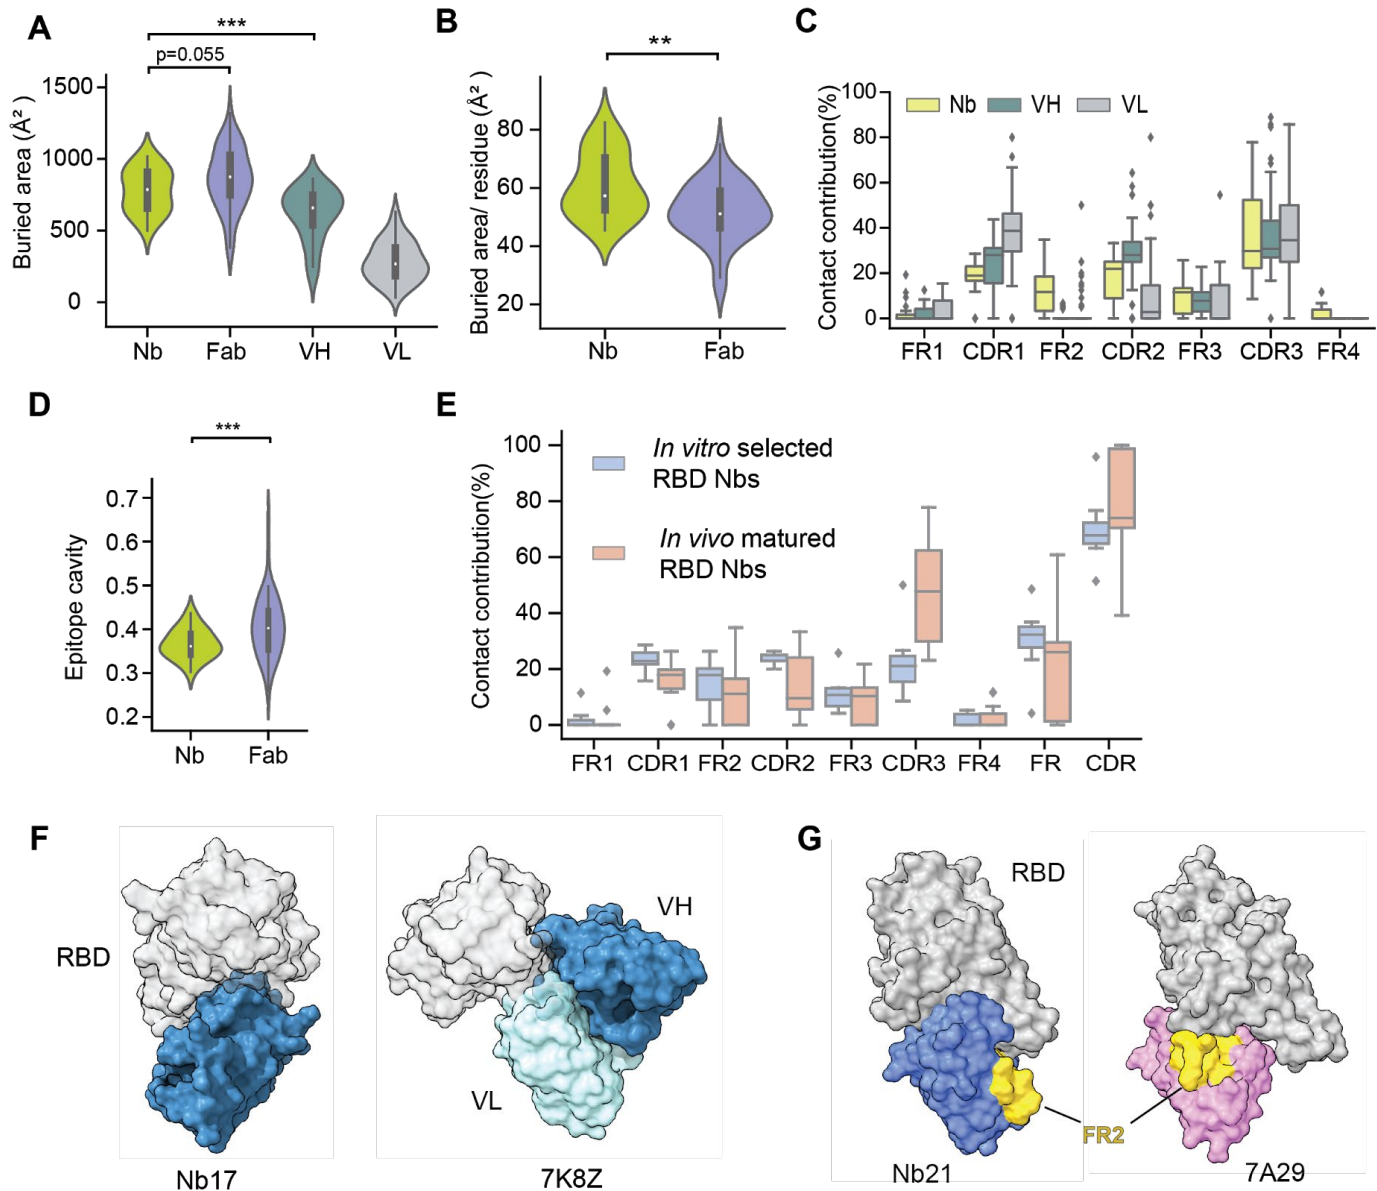 A
***
p=0.055
Buried area (Å² )
1500
1000
500
0
Nb
Fab
VH
VL
B
**
Buried area/ residue (Å² )
80
60
40
20
Nb
Fab
C
Contact contribution(%)
100
80
60
40
20
0
Nb
VH
VL
FR1
CDR1
FR2
CDR2
FR3
CDR3
FR4
D
***
Epitope cavity
0.7
0.6
0.5
0.4
0.3
0.2
Nb
Fab
E
Contact contribution(%)
100
80
60
40
20
0
In vitro selected
RBD Nbs
In vivo matured
RBD Nbs
FR1
CDR1
FR2
CDR2
FR3
CDR3
FR4
FR
CDR
F
RBD
Nb17
VH
VL
7K8Z
G
RBD
FR2
Nb21
7A29